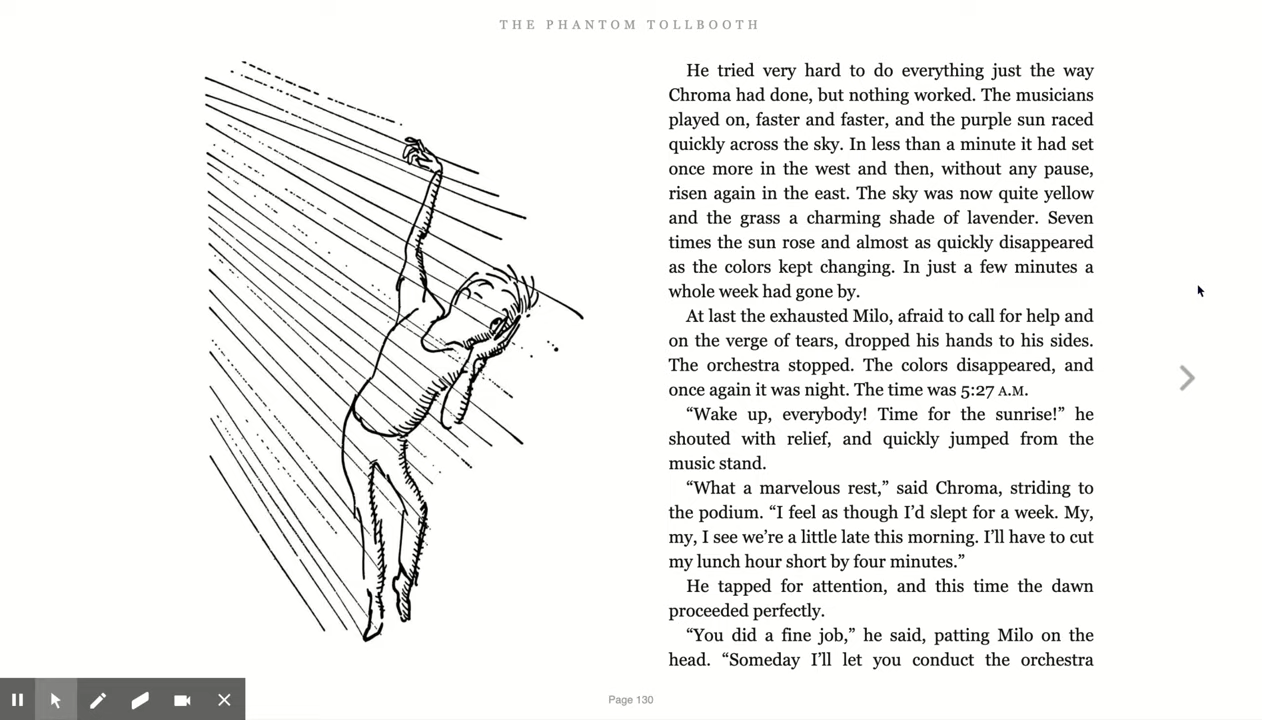 THE PHANTOM TOLLBOOTH
He tried very hard to do everything just the way
Chroma had done, but nothing worked. The musicians
played on, faster and faster, and the purple sun raced
quickly across the sky. In less than a minute it had set
once more in the west and then, without any pause,
risen again in the east. The sky was now quite yellow
and the grass a charming shade of lavender. Seven
times the sun rose and almost as quickly disappeared
as the colors kept changing. In just a few minutes a
whole week had gone by.
At last the exhausted Milo, afraid to call for help and
on the verge of tears, dropped his hands to his sides.
The orchestra stopped. The colors disappeared, and
once again it was night. The time was 5:27 A.M.
“Wake up, everybody! Time for the sunrise!” he
shouted with relief, and quickly jumped from the
music stand.
“What a marvelous rest,” said Chroma, striding to
the podium. “I feel as though I’d slept for a week. My,
my, I see we’re a little late this morning. I’ll have to cut
my lunch hour short by four minutes.”
He tapped for attention, and this time the dawn
proceeded perfectly.
“You did a fine job,” he said, patting Milo on the
head. “Someday I’ll let you conduct the orchestra
Page 130